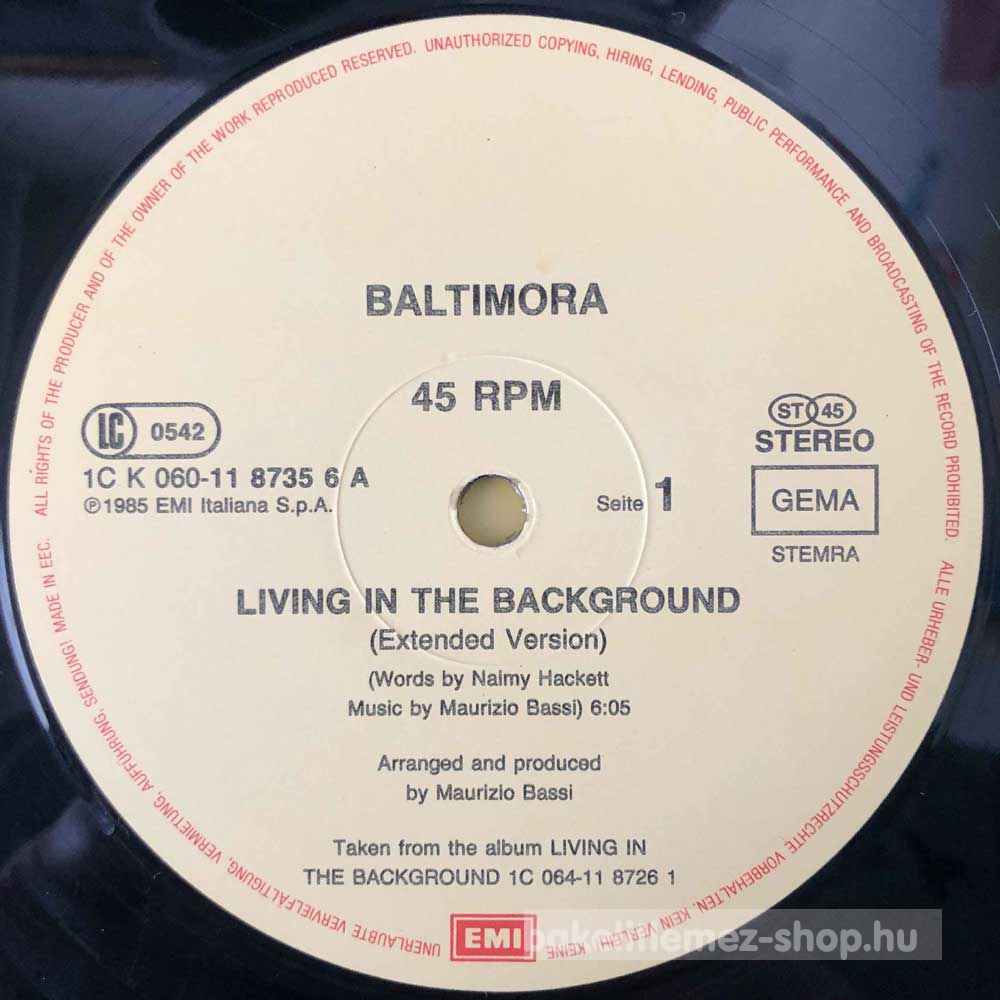 ALL RIGHTS OF THE PRODUCER AND OF THE OWNER OF THE WORK REPRODUCED RESERVED. UNAUTHORIZED COPYING, HIRING, LENDING, PUBLIC PERFORMANCE AND BROADCASTING OF THE RECORD PROHIBITED.
BALTIMORA
45 RPM
LC 0542
ST 45
STEREO
1C K 060-11 8735 6 A
℗1985 EMI Italiana S.p.A.
Seite 1
GEMA
STEMRA
LIVING IN THE BACKGROUND
(Extended Version)
(Words by Naimy Hackett
Music by Maurizio Bassi) 6:05
Arranged and produced
by Maurizio Bassi
Taken from the album LIVING IN
THE BACKGROUND 1C 064-11 8726 1
ALLE URHEBER- UND LEISTUNGSSCHUTZRECHTE VORBEHALTEN, KEIN VERLEIH! KEINE
UNERLAUBTE VERVIELFÄLTIGUNG, VERMIETUNG, AUFFÜHRUNG, SENDUNG! MADE IN EEC.
EMI
bakelitlemez-shop.hu